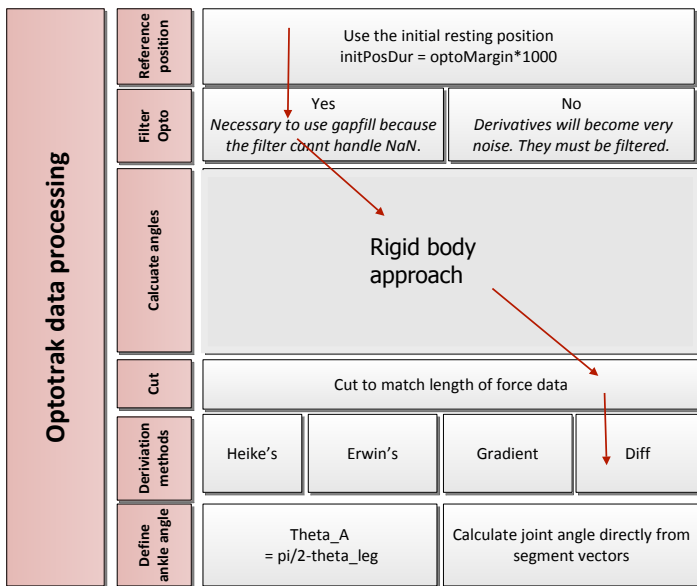 Optotrak data processing
Reference
position
Use the initial resting position
initPosDur = optoMargin*1000
Filter
Opto
Yes
Necessary to use gapfill because
the filter cannt handle NaN.
No
Derivatives will become very
noise. They must be filtered.
Calcuate angles
Rigid body
approach
Cut
Cut to match length of force data
Deriviation
methods
Heike’s
Erwin’s
Gradient
Diff
Define
ankle angle
Theta_A
= pi/2-theta_leg
Calculate joint angle directly from
segment vectors